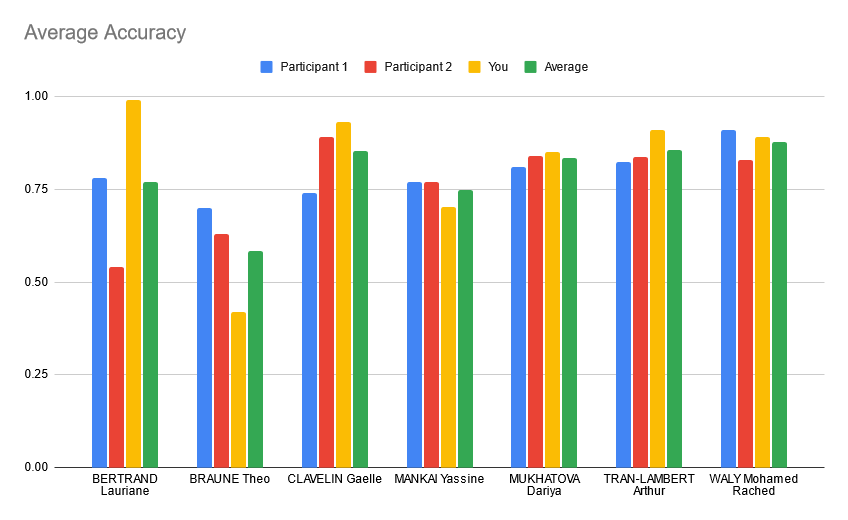 Average Accuracy
Participant 1 Participant 2 You Average
1.00
0.75
0.50
0.25
0.00
BERTRAND Lauriane
BRAUNE Theo
CLAVELIN Gaelle
MANKAI Yassine
MUKHATOVA Dariya
TRAN-LAMBERT Arthur
WALY Mohamed Rached